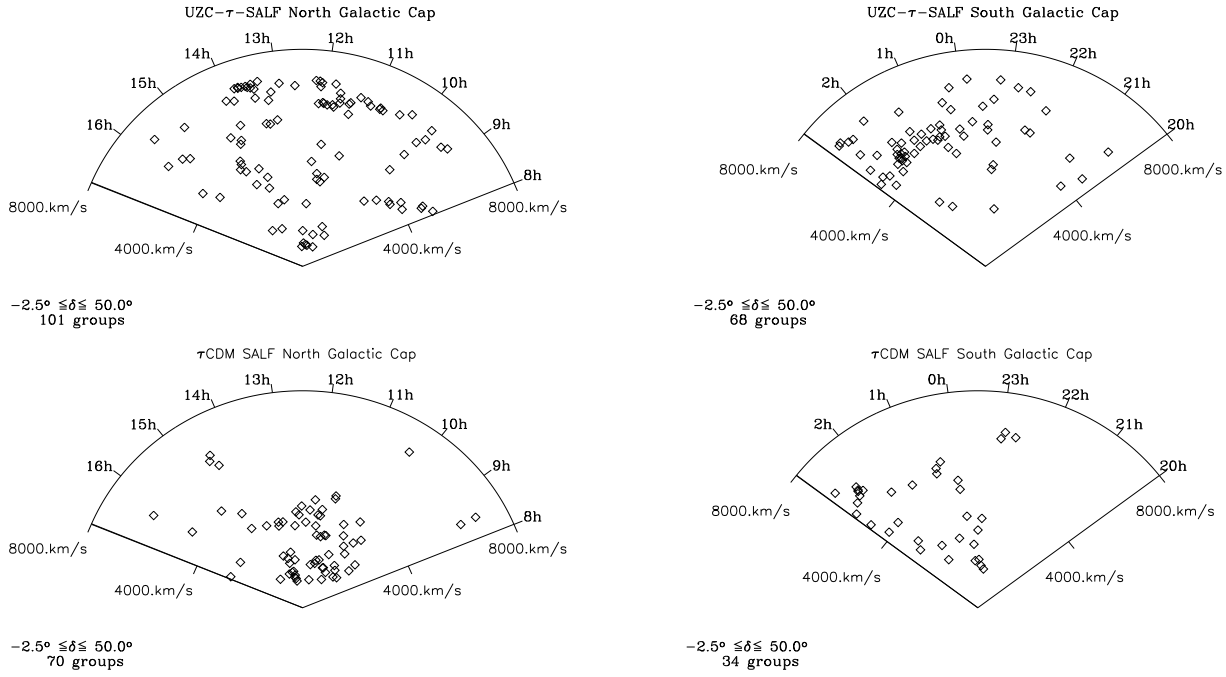 UZC-τ-SALF North Galactic Cap
13h 12h
14h 11h
15h 10h
16h 9h
8h
8000.km/s 8000.km/s
4000.km/s 4000.km/s
-2.5° ≦δ≦ 50.0°
101 groups
UZC-τ-SALF South Galactic Cap
0h 23h
1h 22h
2h 21h
20h
8000.km/s 8000.km/s
4000.km/s 4000.km/s
-2.5° ≦δ≦ 50.0°
68 groups
τCDM SALF North Galactic Cap
13h 12h
14h 11h
15h 10h
16h 9h
8h
8000.km/s 8000.km/s
4000.km/s 4000.km/s
-2.5° ≦δ≦ 50.0°
70 groups
τCDM SALF South Galactic Cap
0h 23h
1h 22h
2h 21h
20h
8000.km/s 8000.km/s
4000.km/s 4000.km/s
-2.5° ≦δ≦ 50.0°
34 groups